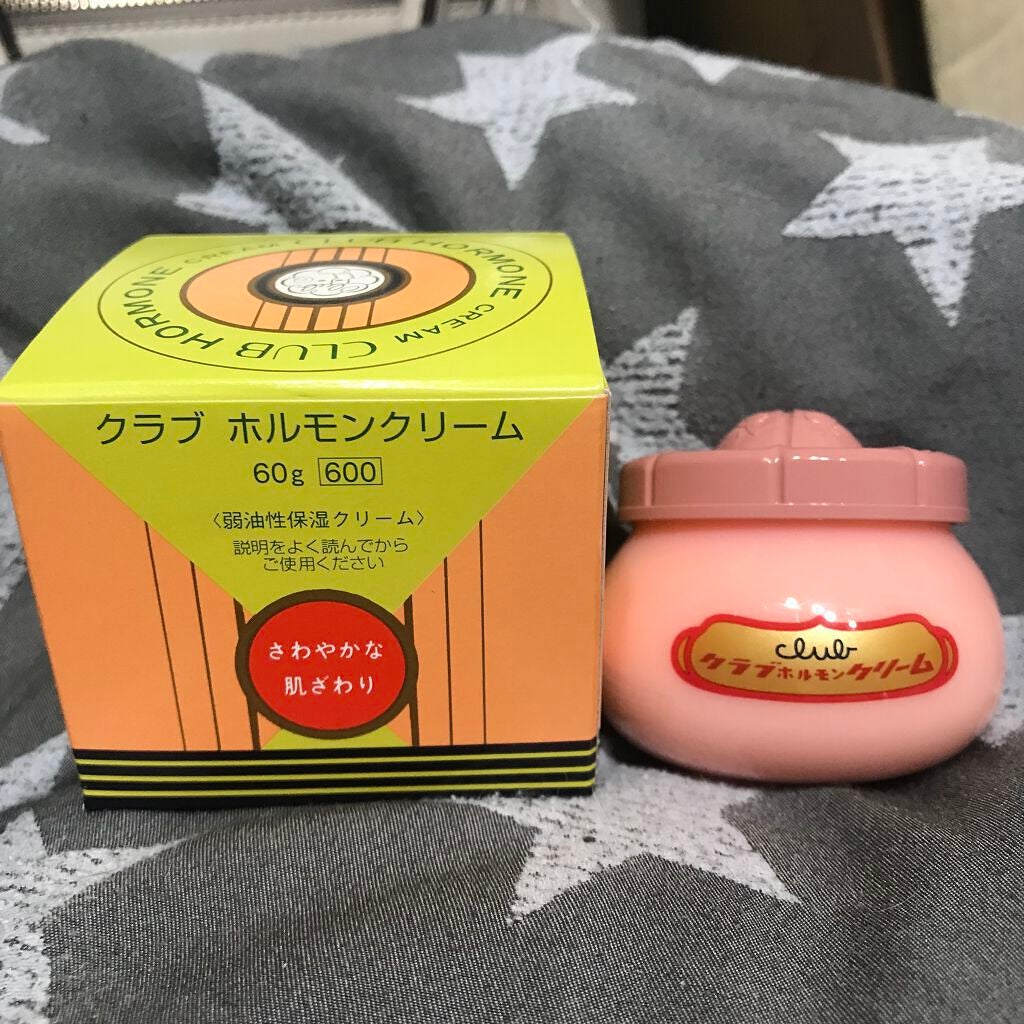 CLUB HORMONE CREAM CLUB HORMONE CREAM
クラブ ホルモンクリーム
60g 600
〈弱油性保湿クリーム〉
説明をよく読んでから
ご使用ください
さわやかな
肌ざわり
club
クラブホルモンクリーム